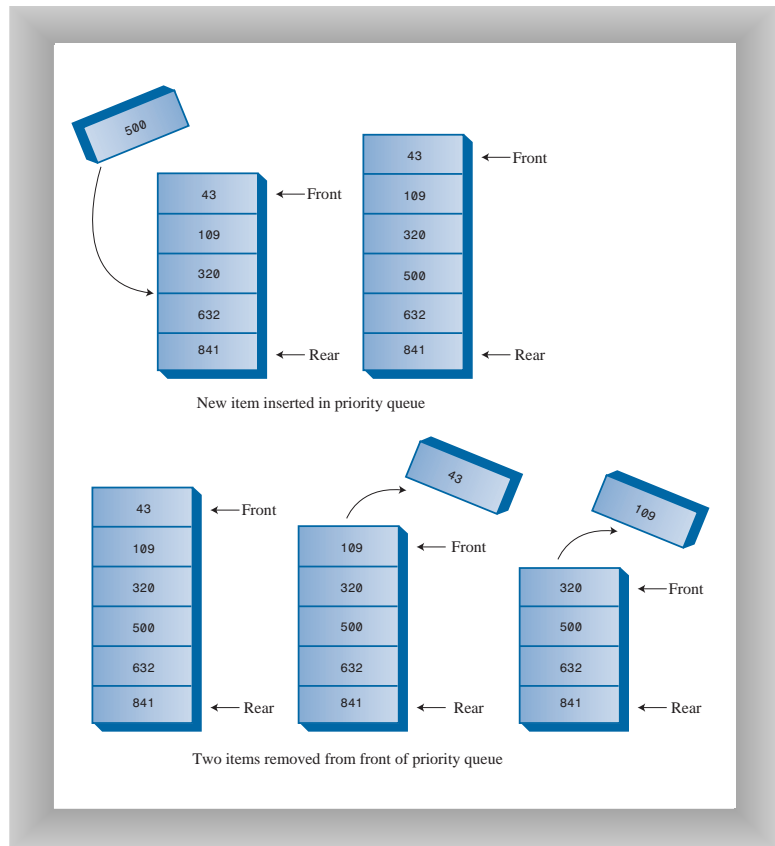 500
43
Front
109
320
632
841
Rear
43
Front
109
320
500
632
841
Rear
New item inserted in priority queue
43
Front
109
320
500
632
841
Rear
43
109
Front
320
500
632
841
Rear
109
320
Front
500
632
841
Rear
Two items removed from front of priority queue